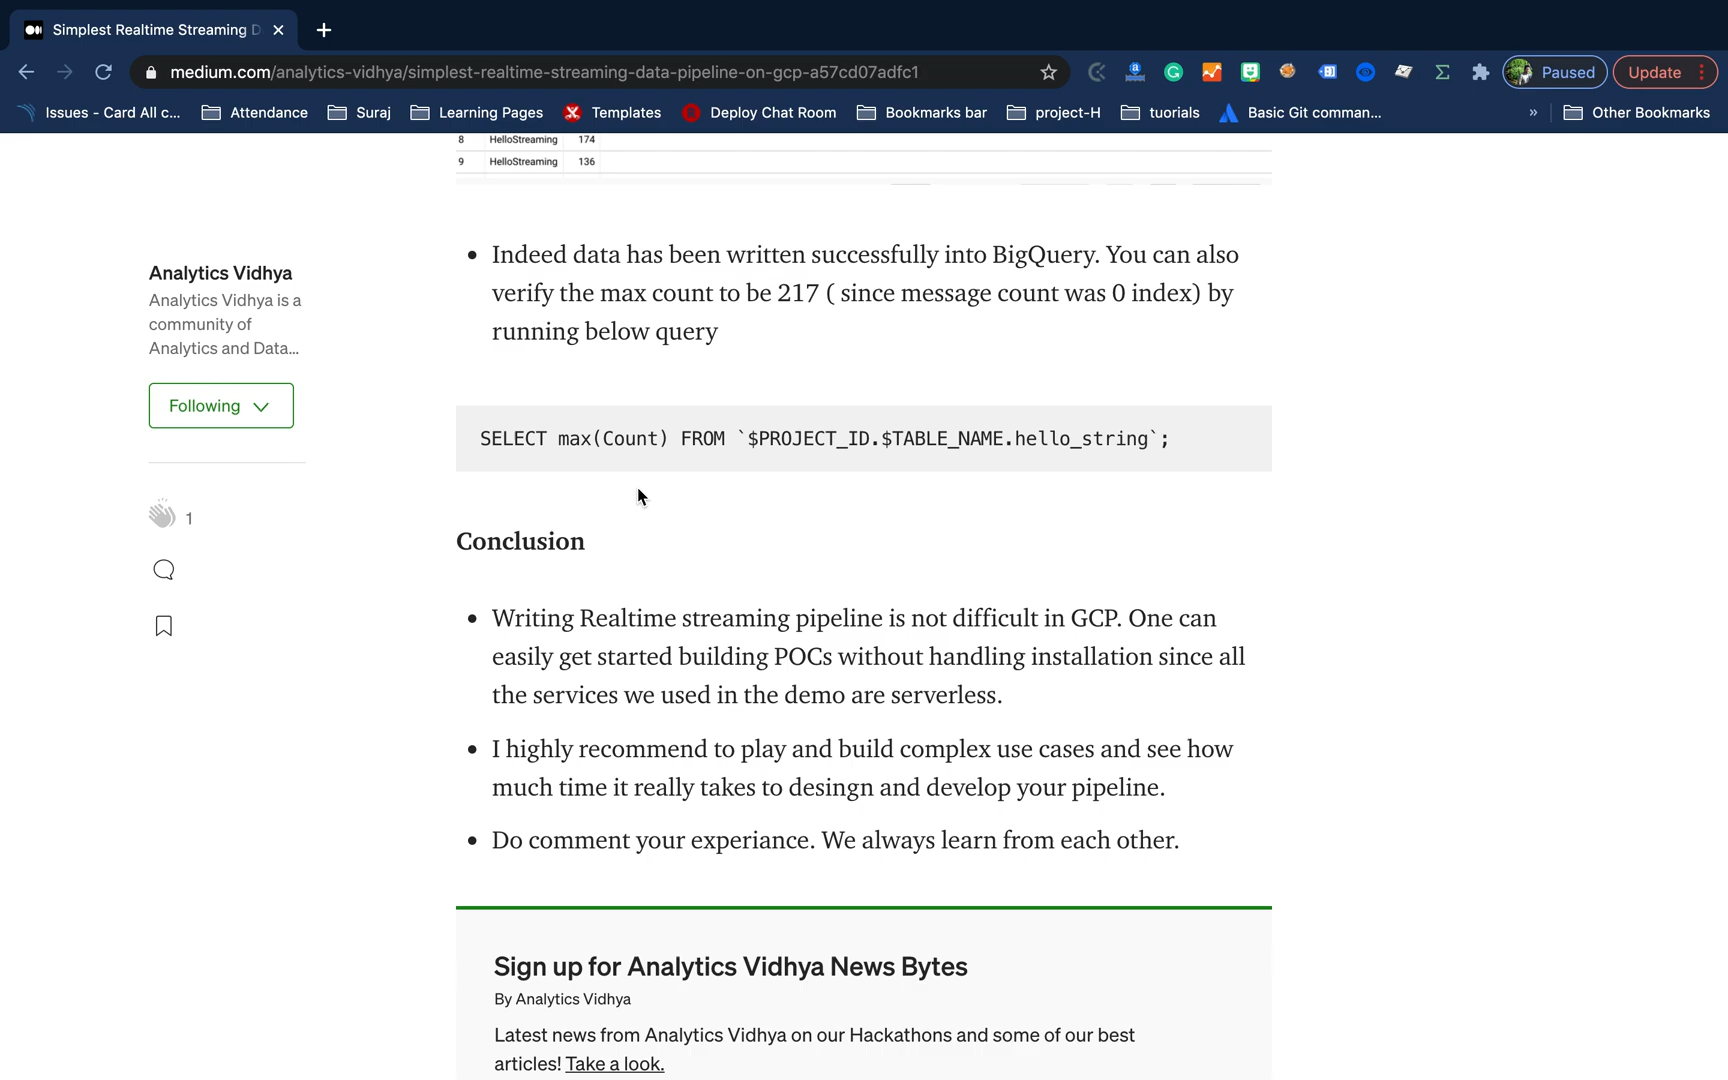 Simplest Realtime Streaming D
medium.com/analytics-vidhya/simplest-realtime-streaming-data-pipeline-on-gcp-a57cd07adfc1
Paused
Update
Issues - Card All c...
Attendance
Suraj
Learning Pages
Templates
Deploy Chat Room
Bookmarks bar
project-H
tuorials
Basic Git comman...
»
Other Bookmarks
8 HelloStreaming 174
9 HelloStreaming 136
Analytics Vidhya
Analytics Vidhya is a
community of
Analytics and Data...
Following
1
• Indeed data has been written successfully into BigQuery. You can also
verify the max count to be 217 ( since message count was 0 index) by
running below query
SELECT max(Count) FROM `$PROJECT_ID.$TABLE_NAME.hello_string`;
Conclusion
• Writing Realtime streaming pipeline is not difficult in GCP. One can
easily get started building POCs without handling installation since all
the services we used in the demo are serverless.
• I highly recommend to play and build complex use cases and see how
much time it really takes to desingn and develop your pipeline.
• Do comment your experiance. We always learn from each other.
Sign up for Analytics Vidhya News Bytes
By Analytics Vidhya
Latest news from Analytics Vidhya on our Hackathons and some of our best
articles! Take a look.